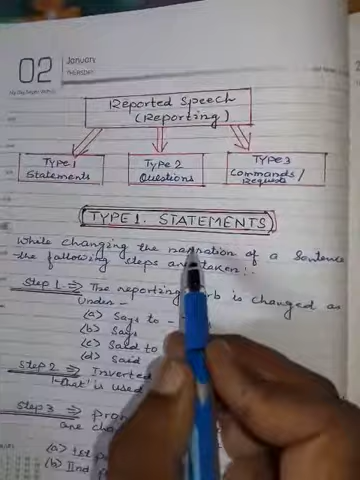 02
January
Reported Speech
(Reporting)
TYPE 1
Statements
TYPE 2
Questions
TYPE 3
Commands/
Requests
TYPE 1. STATEMENTS
While changing the narration of a Sentence
the following steps are taken:-
Step 1 ⇒ The reporting verb is changed as
Under -
(a) Says to -
(b) Says
(c) Said to
(d) Said
Step 2 ⇒ Inverted
'that' is used
Step 3 ⇒
are
(a) Ist
(b) IInd